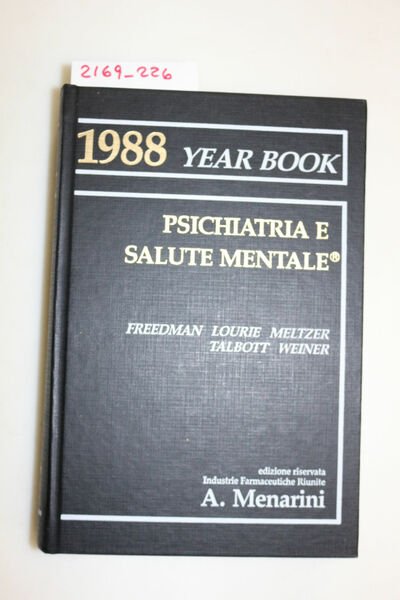 2169_226
1988 YEAR BOOK
PSICHIATRIA E
SALUTE MENTALE®
FREEDMAN LOURIE MELTZER
TALBOTT WEINER
edizione riservata
Industrie Farmaceutiche Riunite
A. Menarini